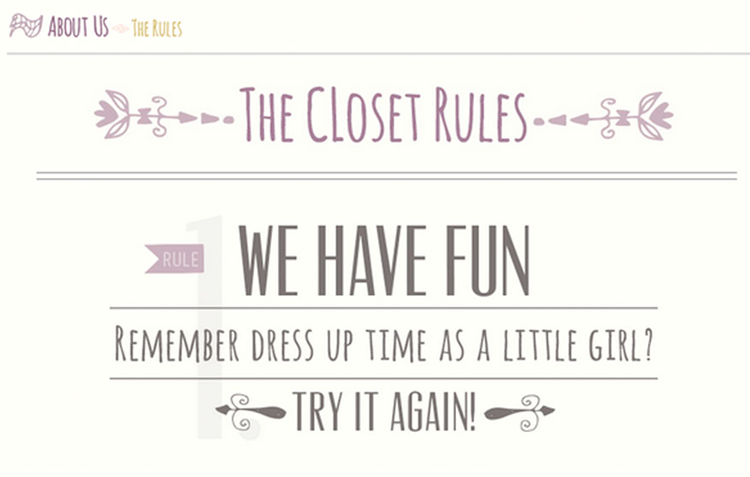 About Us The Rules
The Closet Rules
1.
RULE
WE HAVE FUN
Remember dress up time as a little girl?
TRY IT AGAIN!